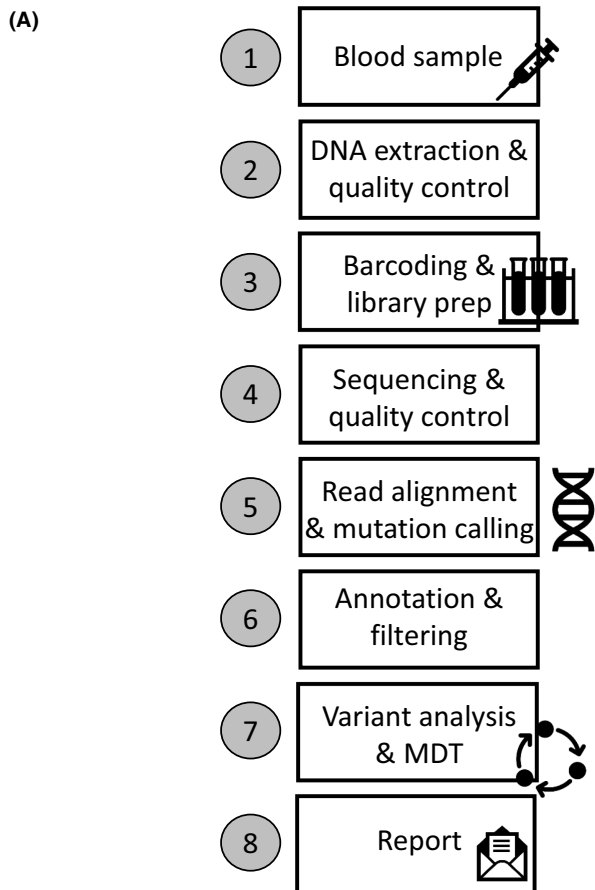 (A)
1
Blood sample
2
DNA extraction &
quality control
3
Barcoding &
library prep
4
Sequencing &
quality control
5
Read alignment
& mutation calling
6
Annotation &
filtering
7
Variant analysis
& MDT
8
Report